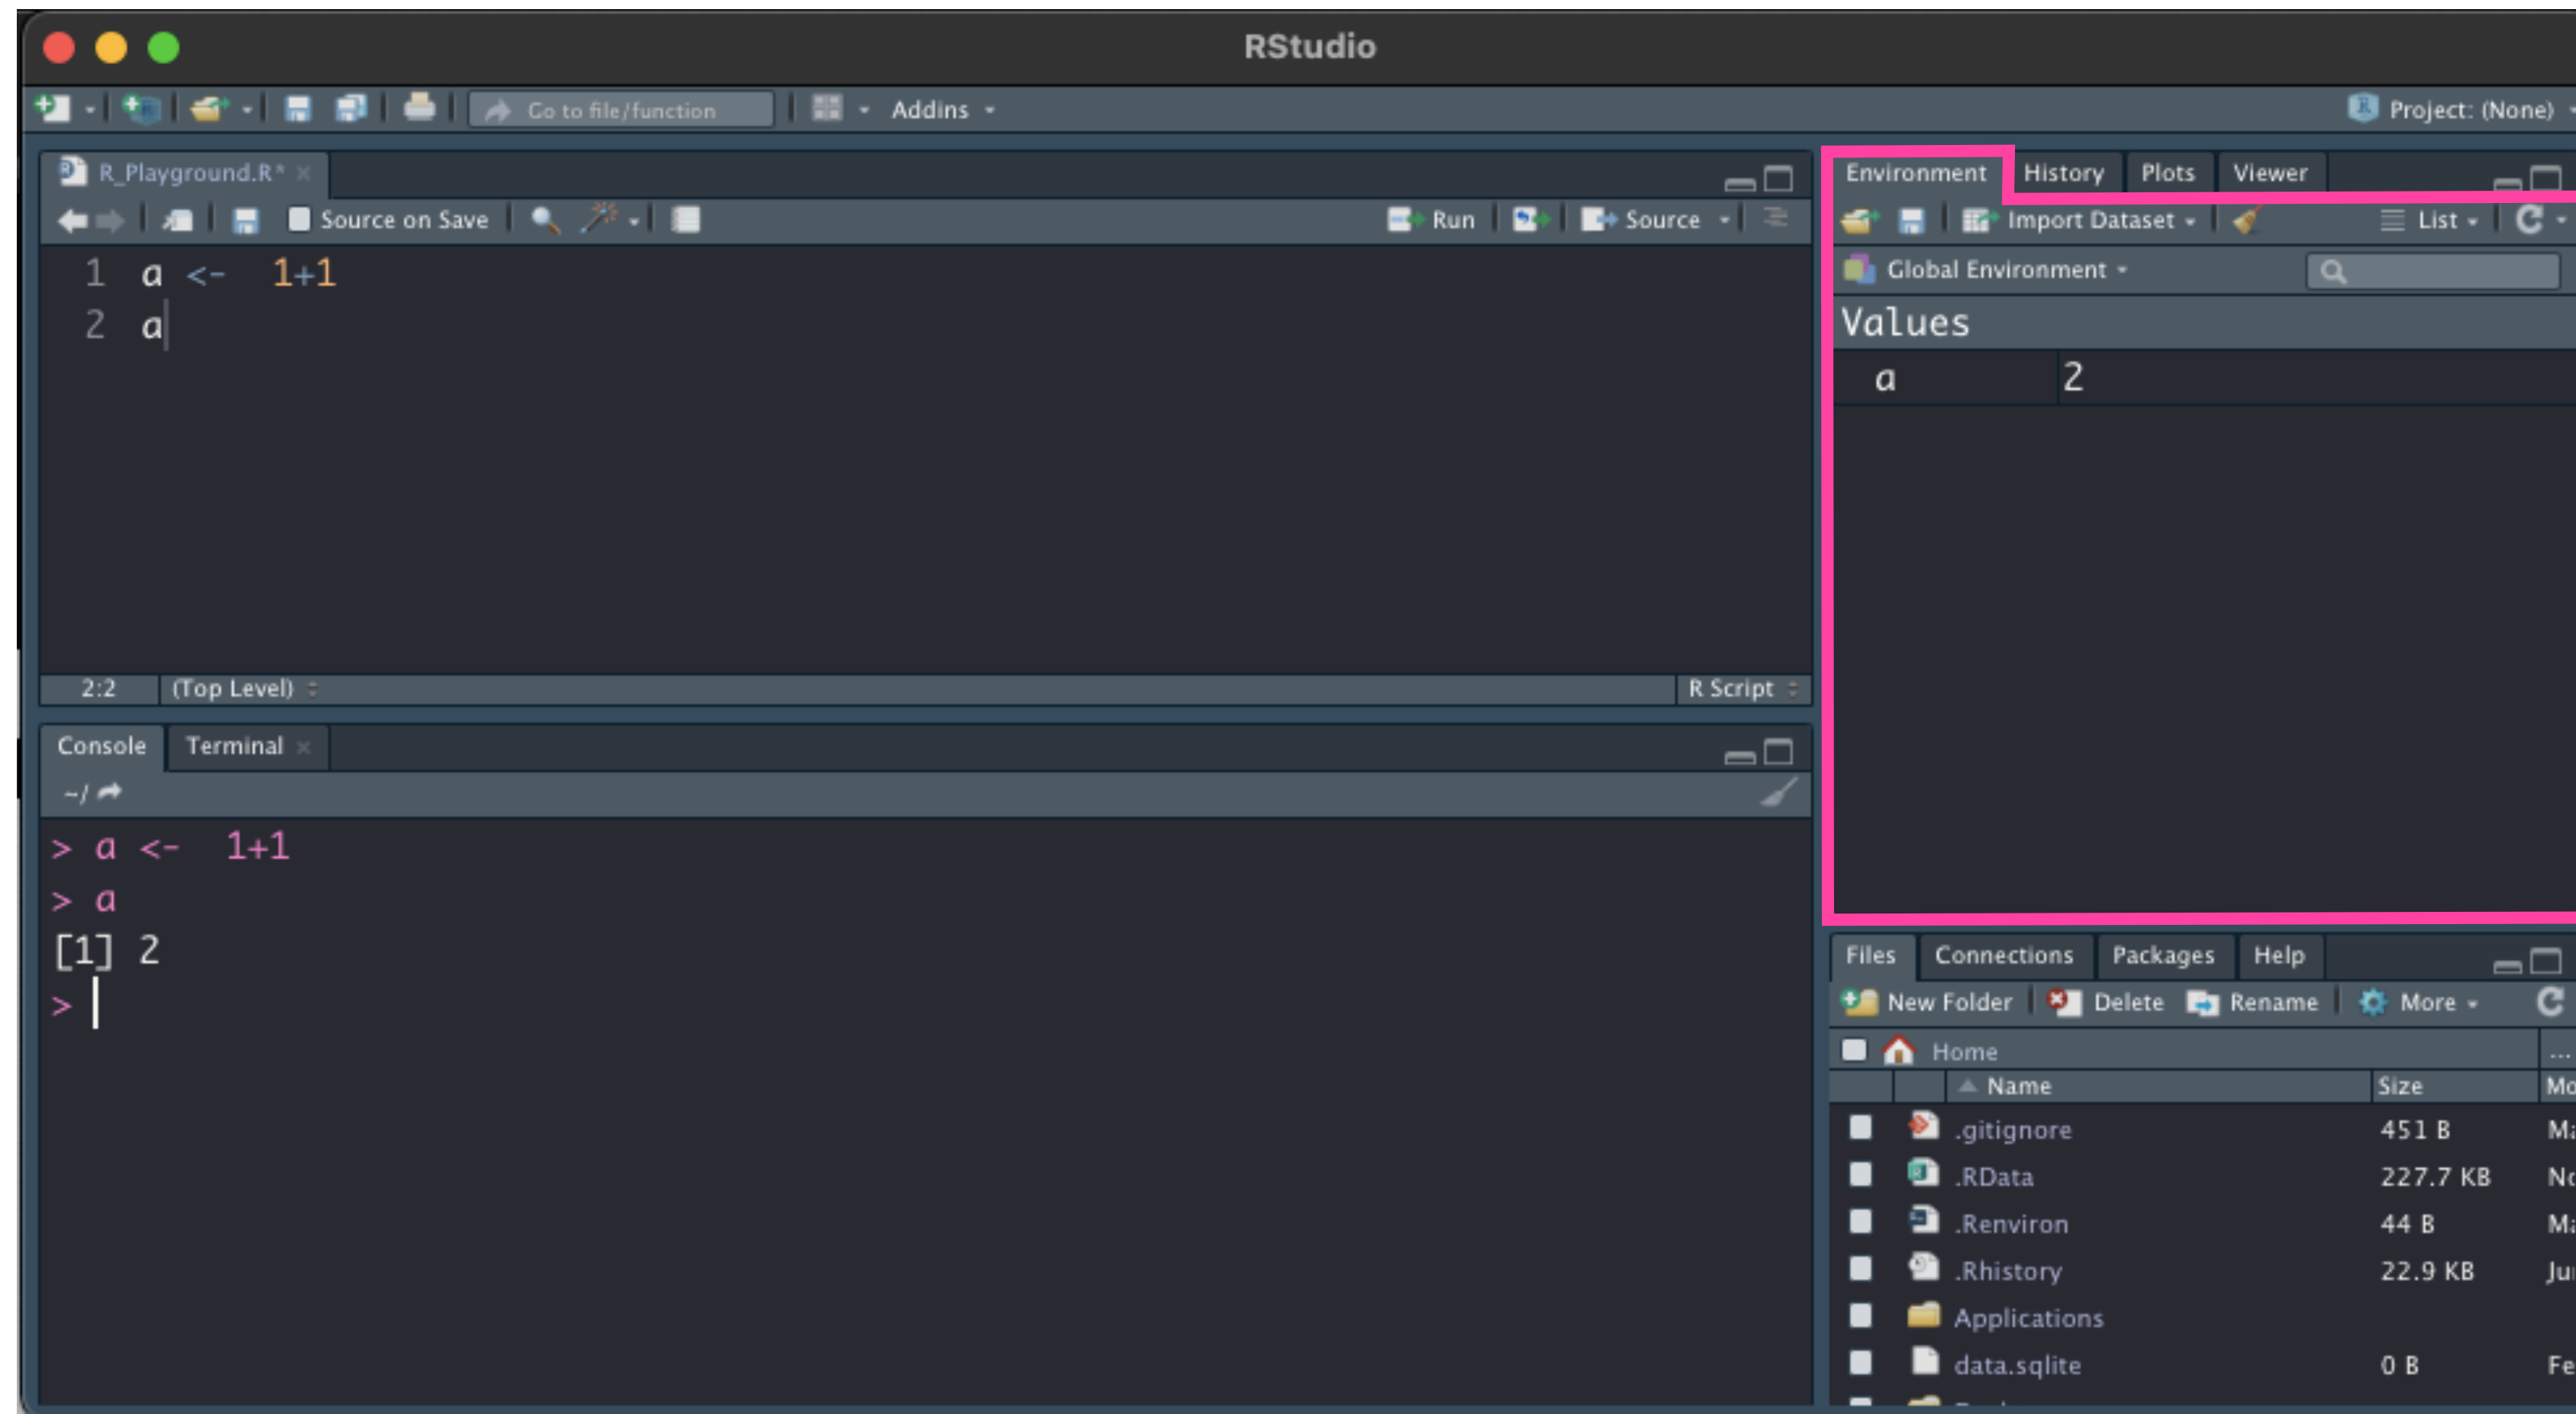 RStudio
Go to file/function Addins Project: (None)
R_Playground.R*
Source on Save Run Source
1 a <-  1+1
2 a
2:2 (Top Level) R Script
Console Terminal
~/
> a <-  1+1
> a
[1] 2
>
Environment History Plots Viewer
Import Dataset List
Global Environment
Values
a 2
Files Connections Packages Help
New Folder Delete Rename More
Home ...
Name Size
.gitignore 451 B
.RData 227.7 KB
.Renviron 44 B
.Rhistory 22.9 KB
Applications
data.sqlite 0 B